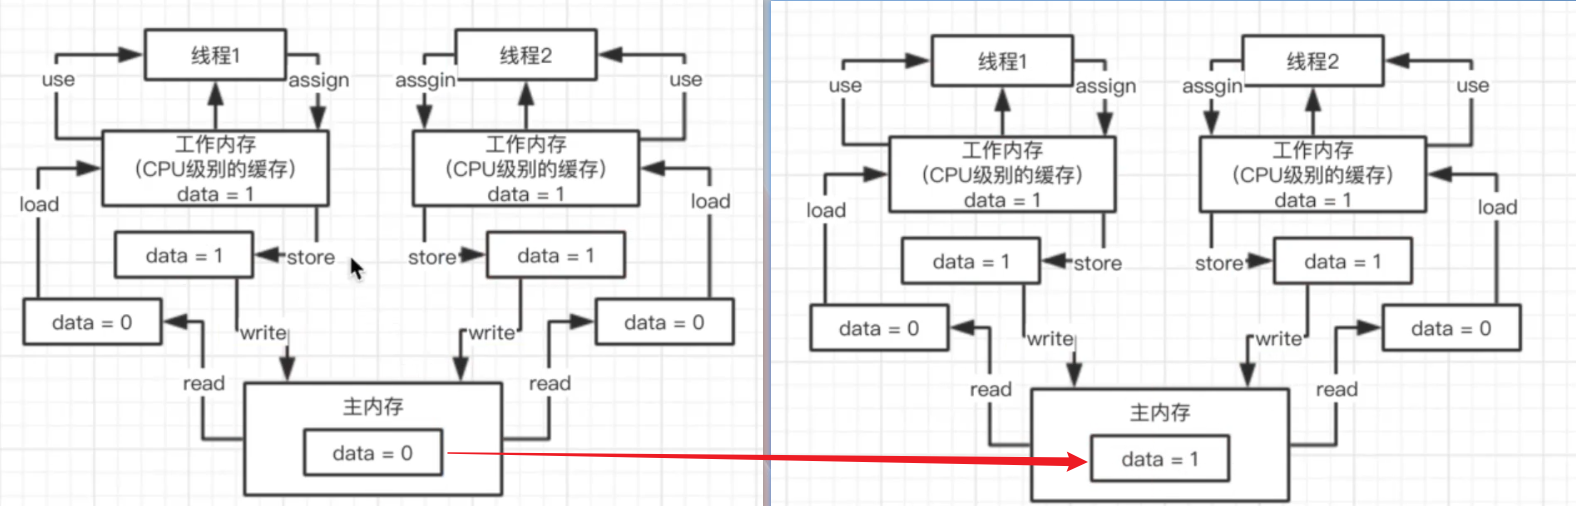 线程1
线程2
use
assign
assgin
use
工作内存
（CPU级别的缓存）
data = 1
工作内存
（CPU级别的缓存）
data = 1
load
load
data = 1
store
store
data = 1
data = 0
write
write
data = 0
read
read
主内存
data = 0
线程1
线程2
use
assign
assgin
use
工作内存
（CPU级别的缓存）
data = 1
工作内存
（CPU级别的缓存）
data = 1
load
load
data = 1
store
store
data = 1
data = 0
write
write
data = 0
read
read
主内存
data = 1